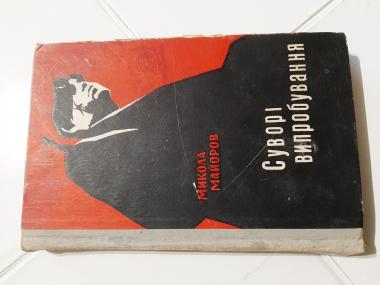 Микола
МАЙОРОВ
Суворі
випробування